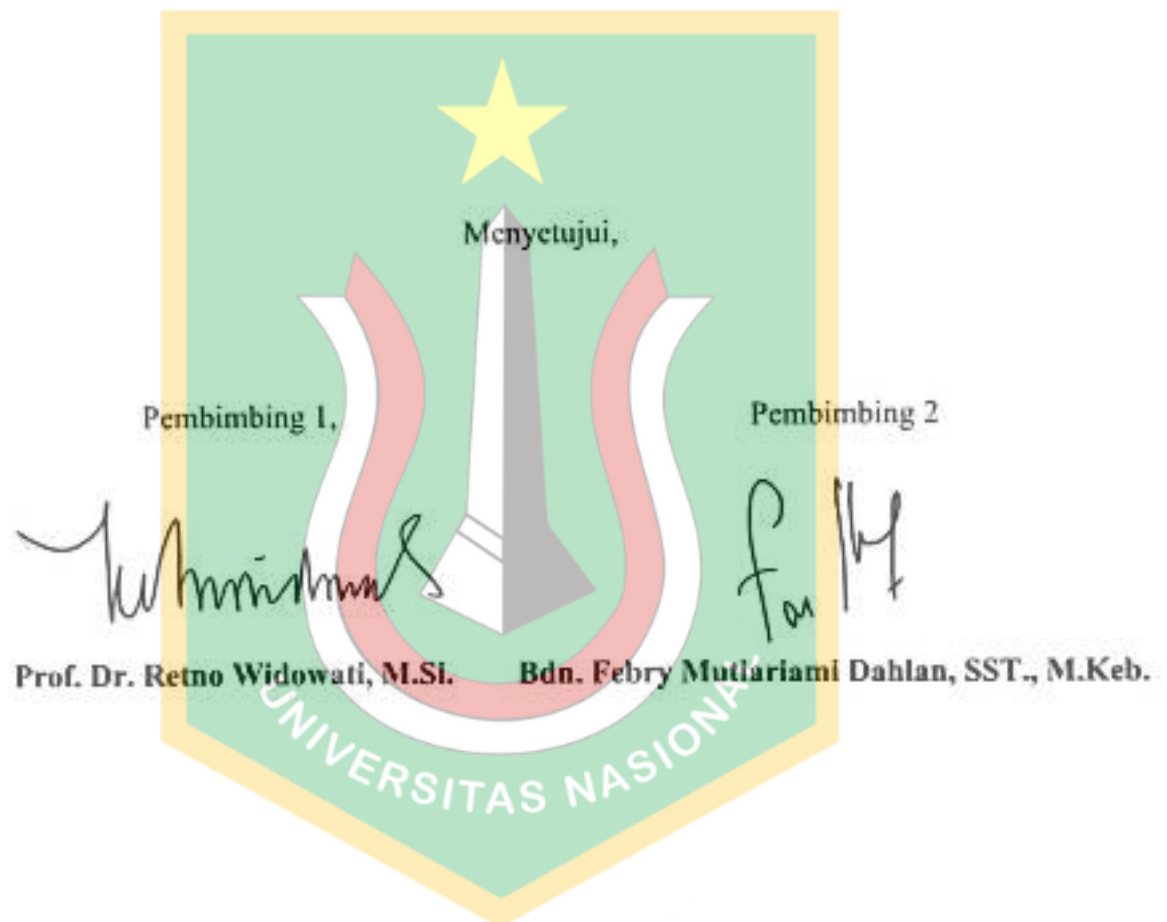 Menyetujui,
Pembimbing 1, Pembimbing 2
Prof. Dr. Retno Widowati, M.Si. Bdn. Febry Mutiariami Dahlan, SST., M.Keb.
UNIVERSITAS NASIONAL